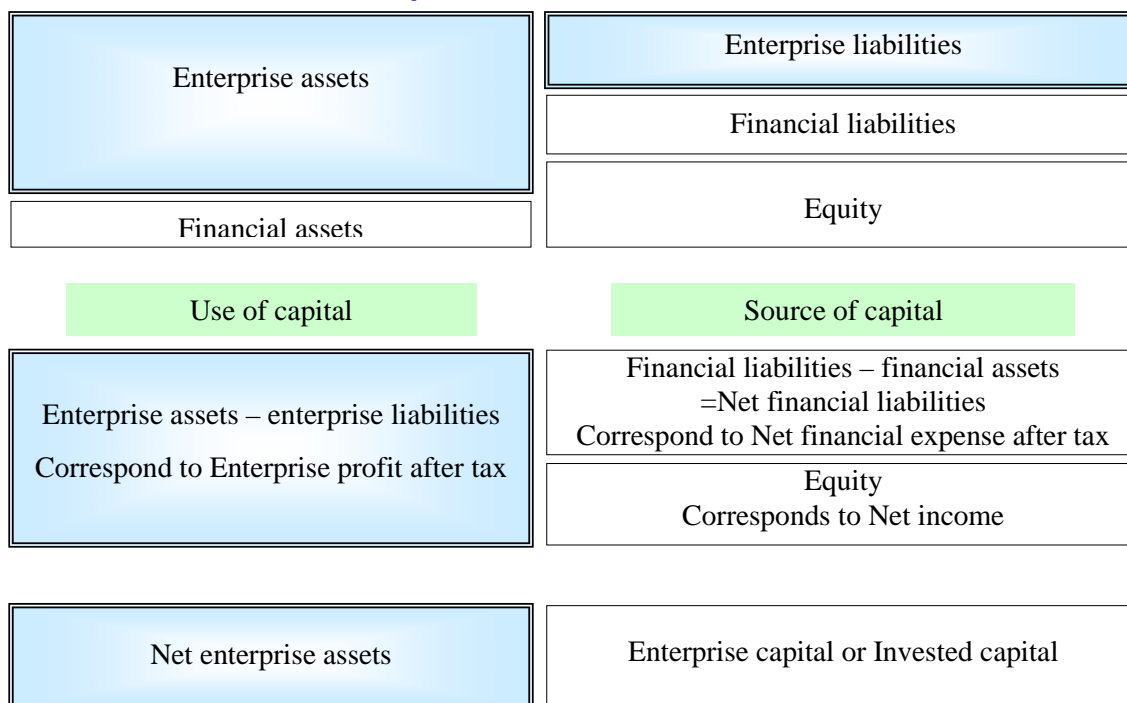 Enterprise assets
Enterprise liabilities
Financial liabilities
Equity
Financial assets
Use of capital
Source of capital
Enterprise assets – enterprise liabilities
Correspond to Enterprise profit after tax
Financial liabilities – financial assets
=Net financial liabilities
Correspond to Net financial expense after tax
Equity
Corresponds to Net income
Net enterprise assets
Enterprise capital or Invested capital